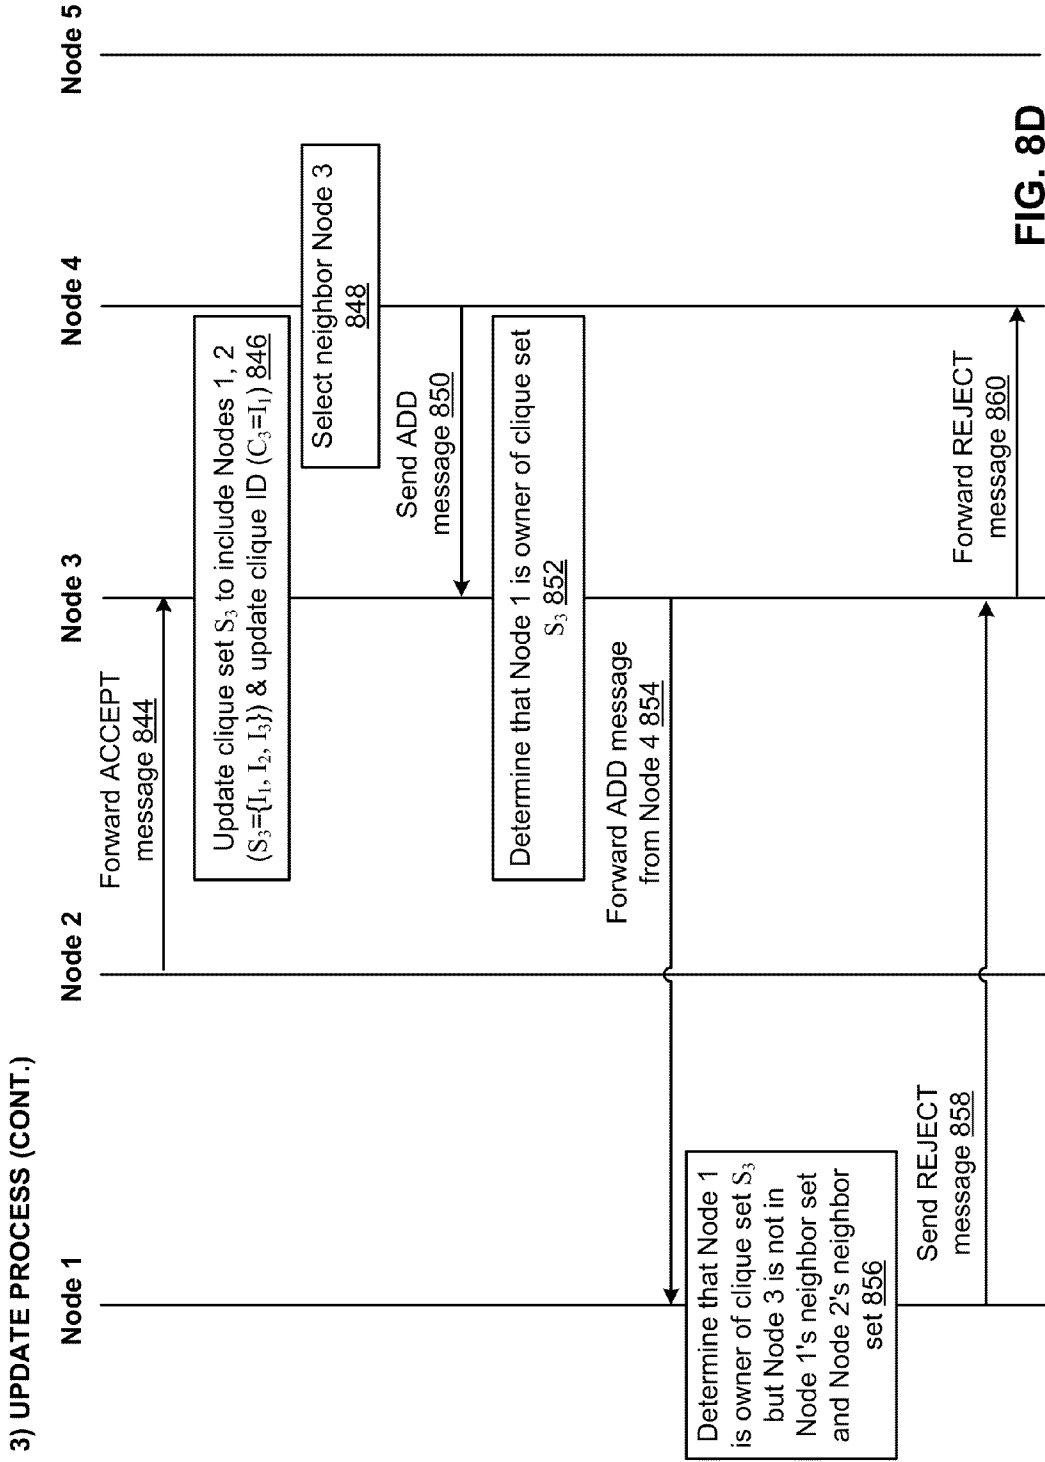 3) UPDATE PROCESS (CONT.)
Node 1
Node 2
Node 3
Node 4
Node 5
Forward ACCEPT
message 844
Update clique set S₃ to include Nodes 1, 2
(S₃={I₁, I₂, I₃}) & update clique ID (C₃=I₁) 846
Select neighbor Node 3
848
Send ADD
message 850
Determine that Node 1 is owner of clique set
S₃ 852
Forward ADD message
from Node 4 854
Determine that Node 1
is owner of clique set S₃
but Node 3 is not in
Node 1's neighbor set
and Node 2's neighbor
set 856
Send REJECT
message 858
Forward REJECT
message 860
FIG. 8D